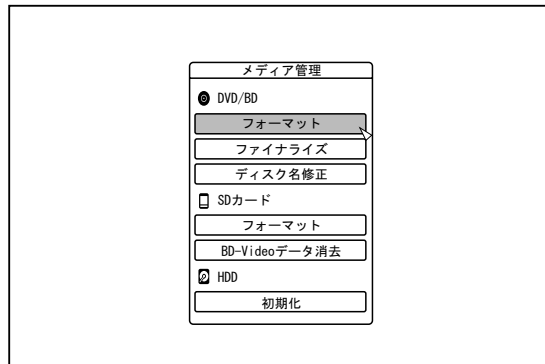 メディア管理
DVD/BD
フォーマット
ファイナライズ
ディスク名修正
SDカード
フォーマット
BD-Videoデータ消去
HDD
初期化